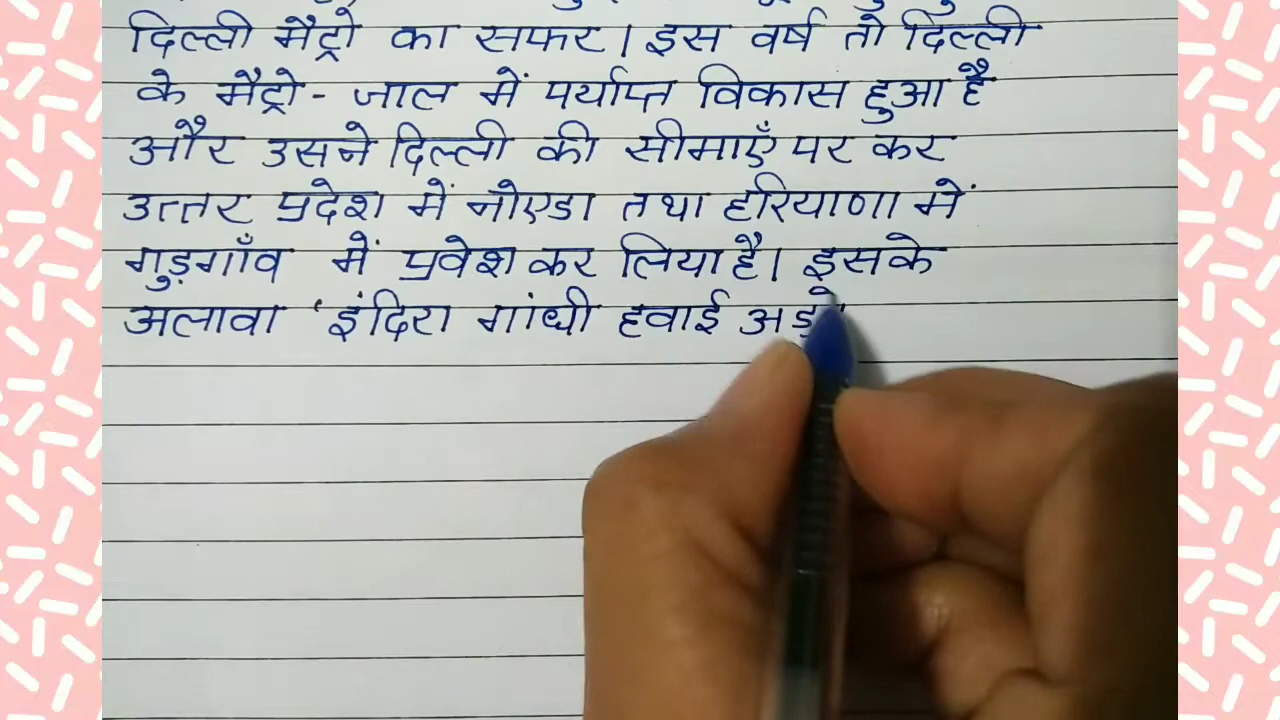 दिल्ली मैट्रो का सफर। इस वर्ष तो दिल्ली
के मैट्रो - जाल में पर्याप्त विकास हुआ है
और उसने दिल्ली की सीमाएँ पर कर
उत्तर प्रदेश में नोएडा तथा हरियाणा में
गुड़गाँव में प्रवेश कर लिया है। इसके
अलावा 'इंदिरा गांधी हवाई